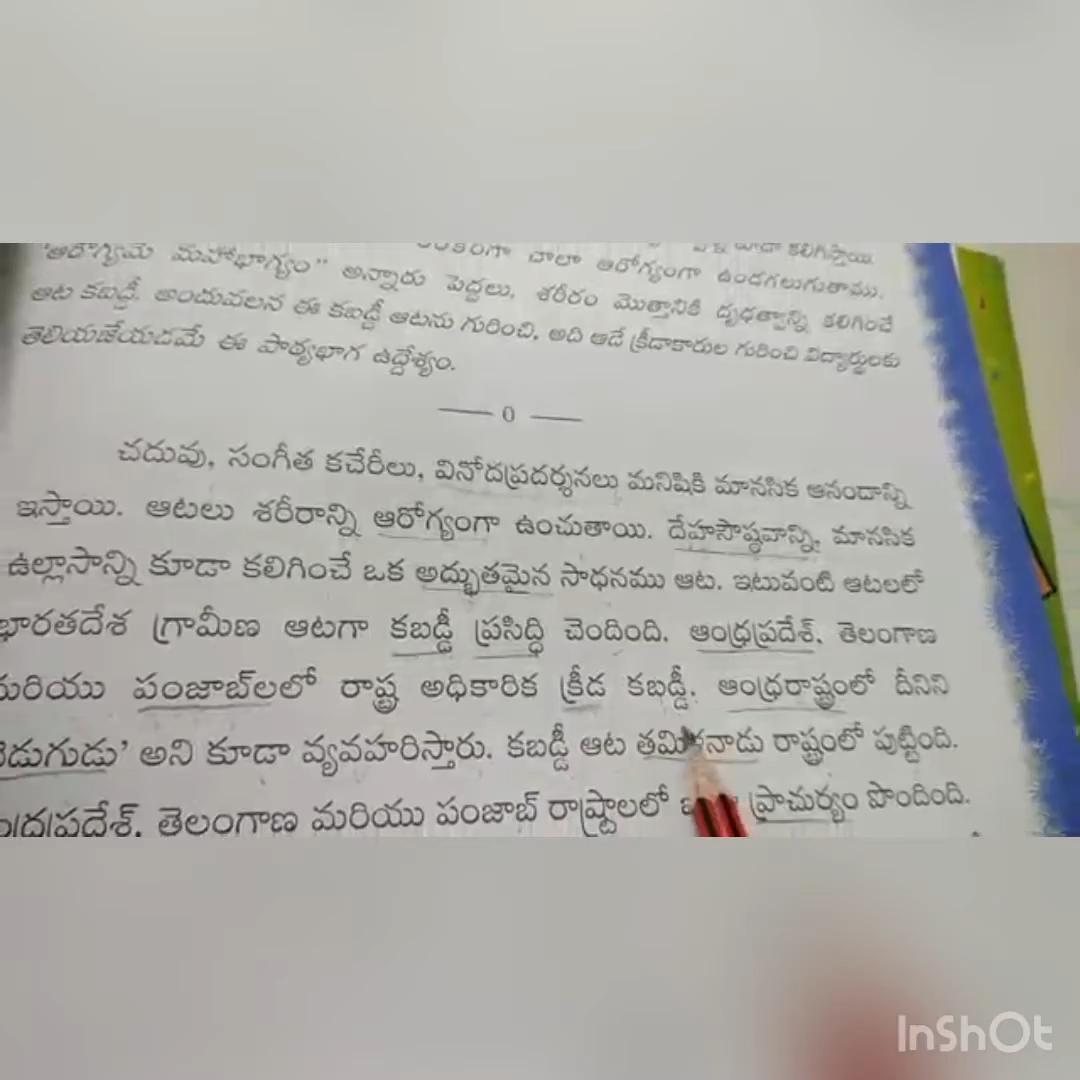 చాలా ఆరోగ్యంగా ఉండగలుగుతాము.
"ఆరోగ్యమే మహాభాగ్యం" అన్నారు పెద్దలు, శరీరం మొత్తానికి దృఢత్వాన్ని కలిగించే
ఆట కబడ్డీ. అందువలన ఈ కబడ్డీ ఆటను గురించి, అది ఆడే క్రీడాకారుల గురించి విద్యార్థులకు
తెలియజేయడమే ఈ పాఠ్యభాగ ఉద్దేశ్యం.
— 0 —
చదువు, సంగీత కచేరీలు, వినోదప్రదర్శనలు మనిషికి మానసిక ఆనందాన్ని
ఇస్తాయి. ఆటలు శరీరాన్ని ఆరోగ్యంగా ఉంచుతాయి. దేహసౌష్ఠవాన్ని, మానసిక
ఉల్లాసాన్ని కూడా కలిగించే ఒక అద్భుతమైన సాధనము ఆట. ఇటువంటి ఆటలలో
భారతదేశ గ్రామీణ ఆటగా కబడ్డీ ప్రసిద్ధి చెందింది. ఆంధ్రప్రదేశ్, తెలంగాణ
మరియు పంజాబ్‌లలో రాష్ట్ర అధికారిక క్రీడ కబడ్డీ. ఆంధ్రరాష్ట్రంలో దీనిని
అని కూడా వ్యవహరిస్తారు. కబడ్డీ ఆట తమిళనాడు రాష్ట్రంలో పుట్టింది.
తెలంగాణ మరియు పంజాబ్ రాష్ట్రాలలో ప్రాచుర్యం పొందింది.
InShOt